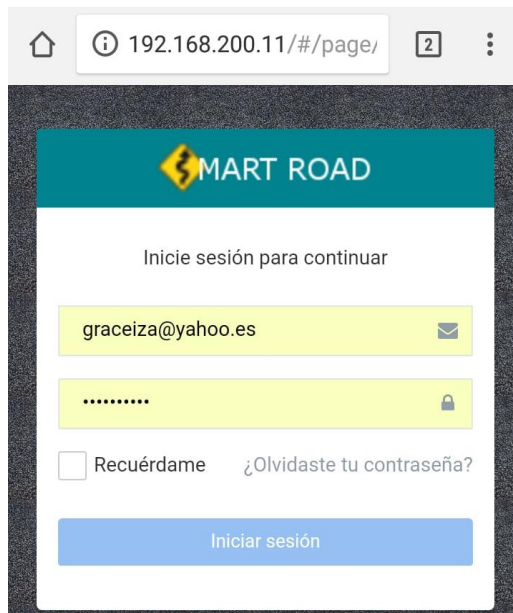 192.168.200.11/#/page/
2
MART ROAD
Inicie sesión para continuar
graceiza@yahoo.es
••••••••••
Recuérdame
¿Olvidaste tu contraseña?
Iniciar sesión